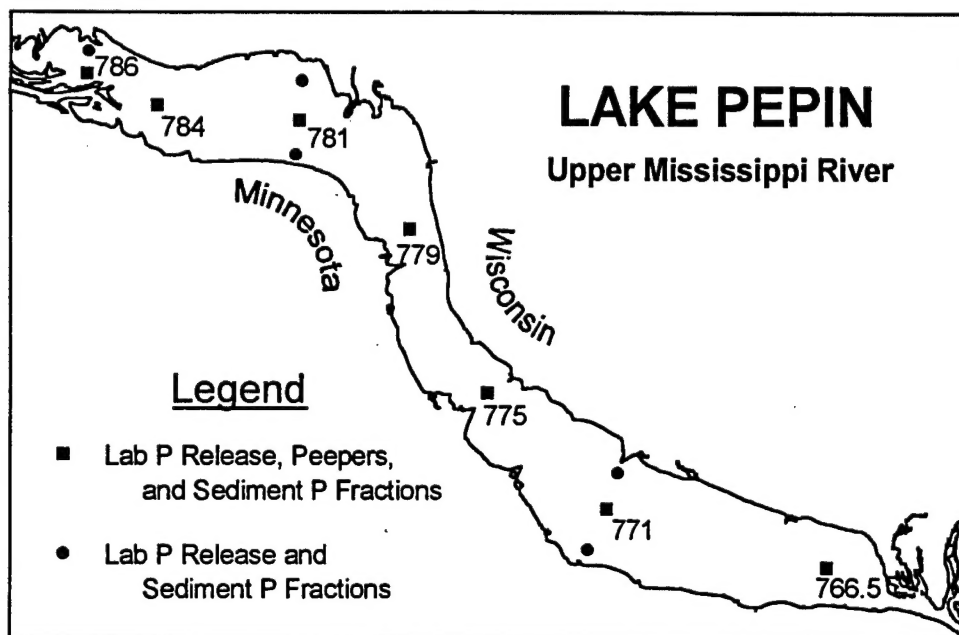 LAKE PEPIN
Upper Mississippi River
786
784
781
Minnesota
779
Wisconsin
775
771
766.5
Legend
Lab P Release, Peepers,
and Sediment P Fractions
Lab P Release and
Sediment P Fractions